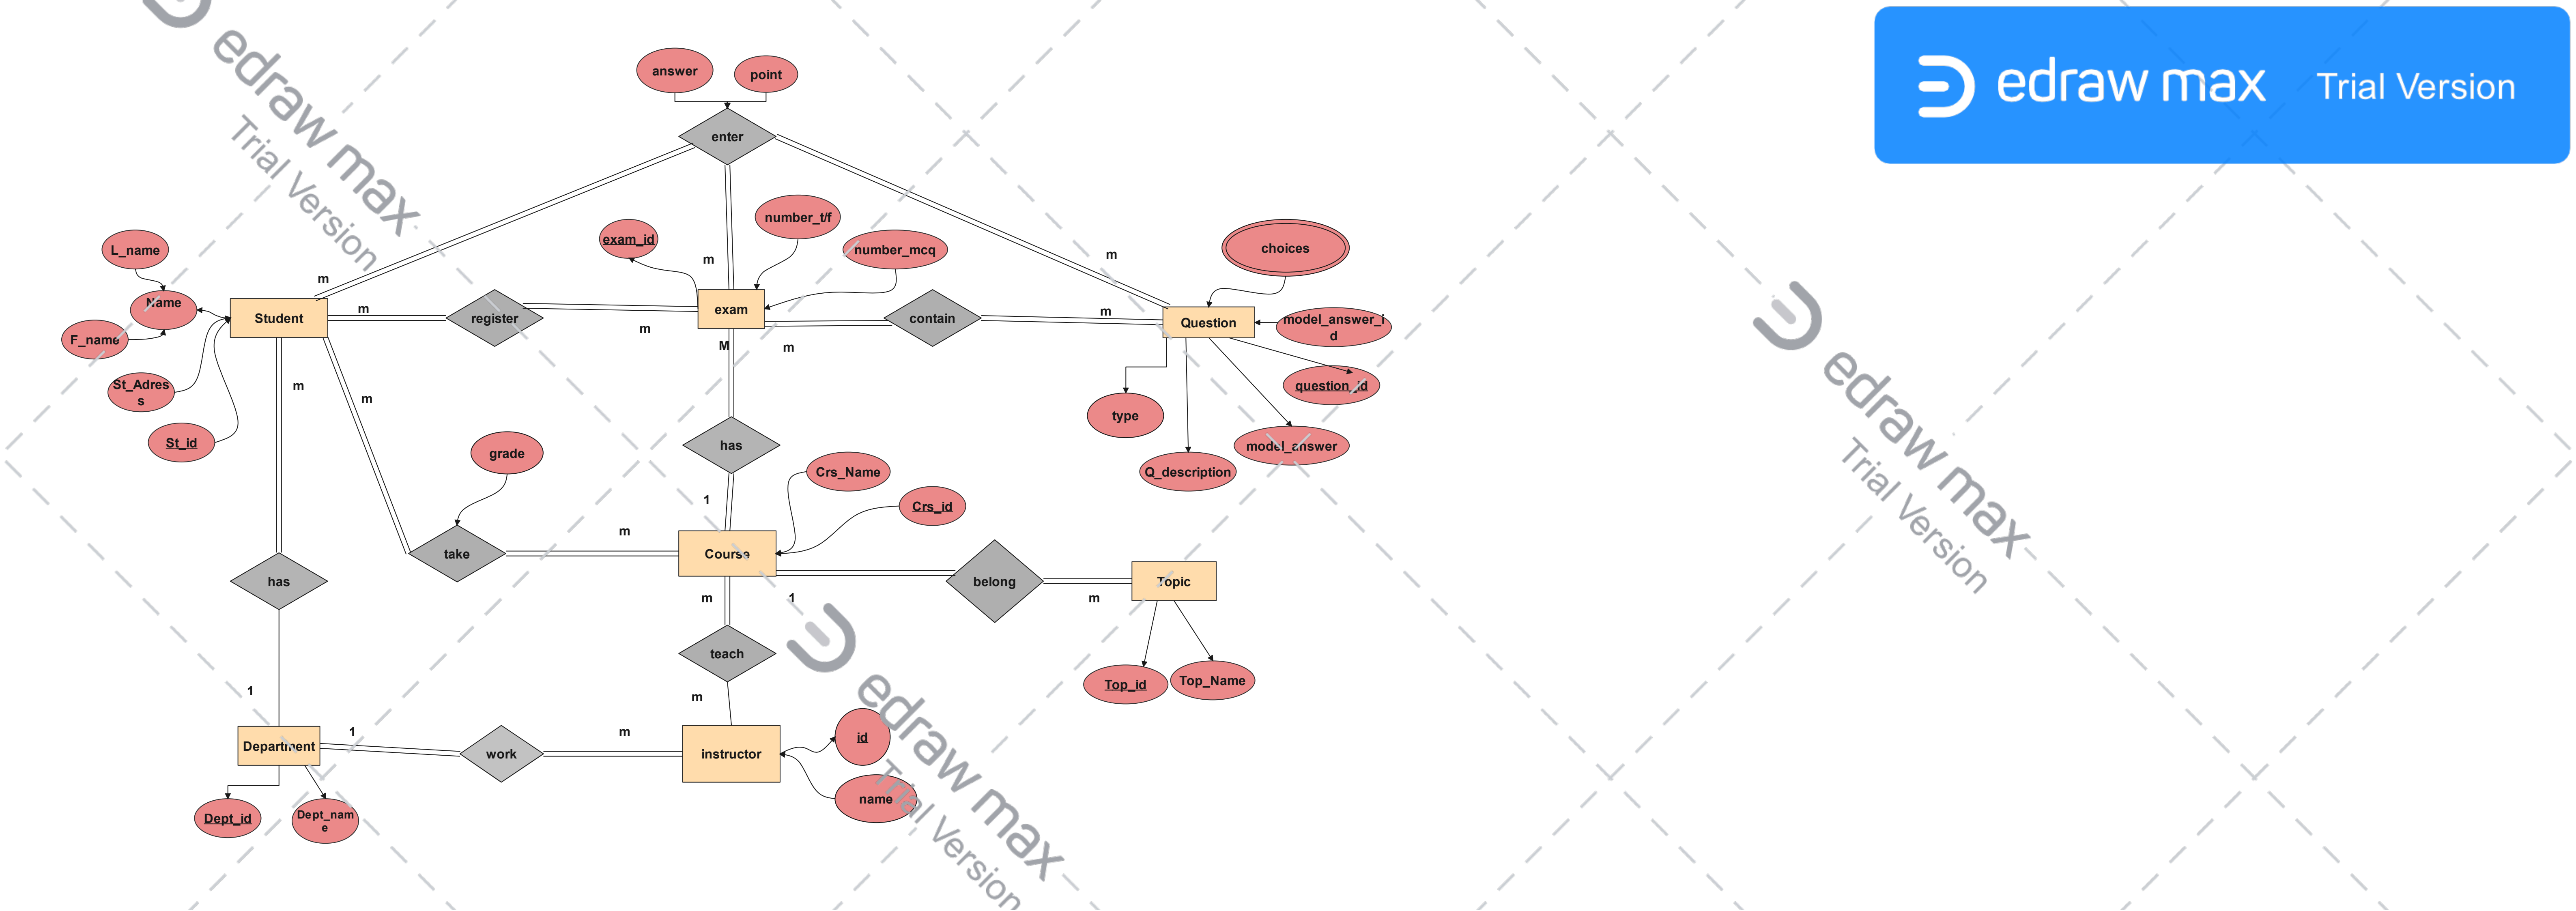 edraw max Trial Version
answer
point
enter
number_t/f
exam_id
number_mcq
choices
L_name
Name
F_name
St_Adres
s
St_id
Student
m
m
register
m
m
exam
M
contain
m
m
m
Question
model_answer_i
d
question_id
model_answer
Q_description
type
m
m
grade
take
m
has
1
has
Crs_Name
Crs_id
Course
m
1
belong
m
Topic
Top_id
Top_Name
teach
m
1
Department
1
work
m
instructor
id
name
Dept_id
Dept_nam
e
edraw max
Trial Version
edraw max
Trial Version
edraw max
Trial Version